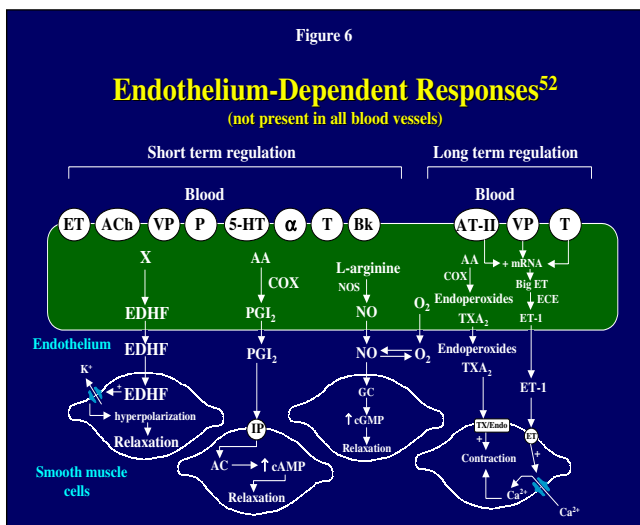 Figure 6
Endothelium-Dependent Responses52
(not present in all blood vessels)
Short term regulation
Long term regulation
Blood
Blood
ET ACh VP P 5-HT α T Bk
AT-II VP T
X
EDHF
EDHF
EDHF
K+
+
hyperpolarization
Relaxation
AA
COX
PGI2
PGI2
IP
AC
↑ cAMP
Relaxation
L-arginine
NOS
NO
NO
O2
O2
GC
↑ cGMP
Relaxation
AA
COX
Endoperoxides
TXA2
Endoperoxides
TXA2
TX/Endo
+
Contraction
+ mRNA
Big ET
ECE
ET-1
ET-1
ET
+
Ca2+
Ca2+
Endothelium
Smooth muscle
cells